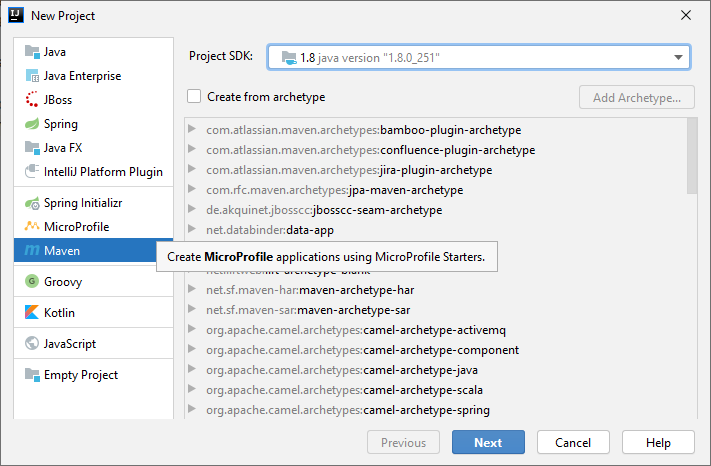 New Project
Java
Java Enterprise
JBoss
Spring
Java FX
IntelliJ Platform Plugin
Spring Initializr
MicroProfile
Maven
Groovy
Kotlin
JavaScript
Empty Project
Project SDK: 1.8 java version "1.8.0_251"
Create from archetype
Add Archetype...
com.atlassian.maven.archetypes:bamboo-plugin-archetype
com.atlassian.maven.archetypes:confluence-plugin-archetype
com.atlassian.maven.archetypes:jira-plugin-archetype
com.rfc.maven.archetypes:jpa-maven-archetype
de.akquinet.jbosscc:jbosscc-seam-archetype
net.databinder:data-app
Create MicroProfile applications using MicroProfile Starters.
net.sf.maven-har:maven-archetype-har
net.sf.maven-sar:maven-archetype-sar
org.apache.camel.archetypes:camel-archetype-activemq
org.apache.camel.archetypes:camel-archetype-component
org.apache.camel.archetypes:camel-archetype-java
org.apache.camel.archetypes:camel-archetype-scala
org.apache.camel.archetypes:camel-archetype-spring
Previous
Next
Cancel
Help